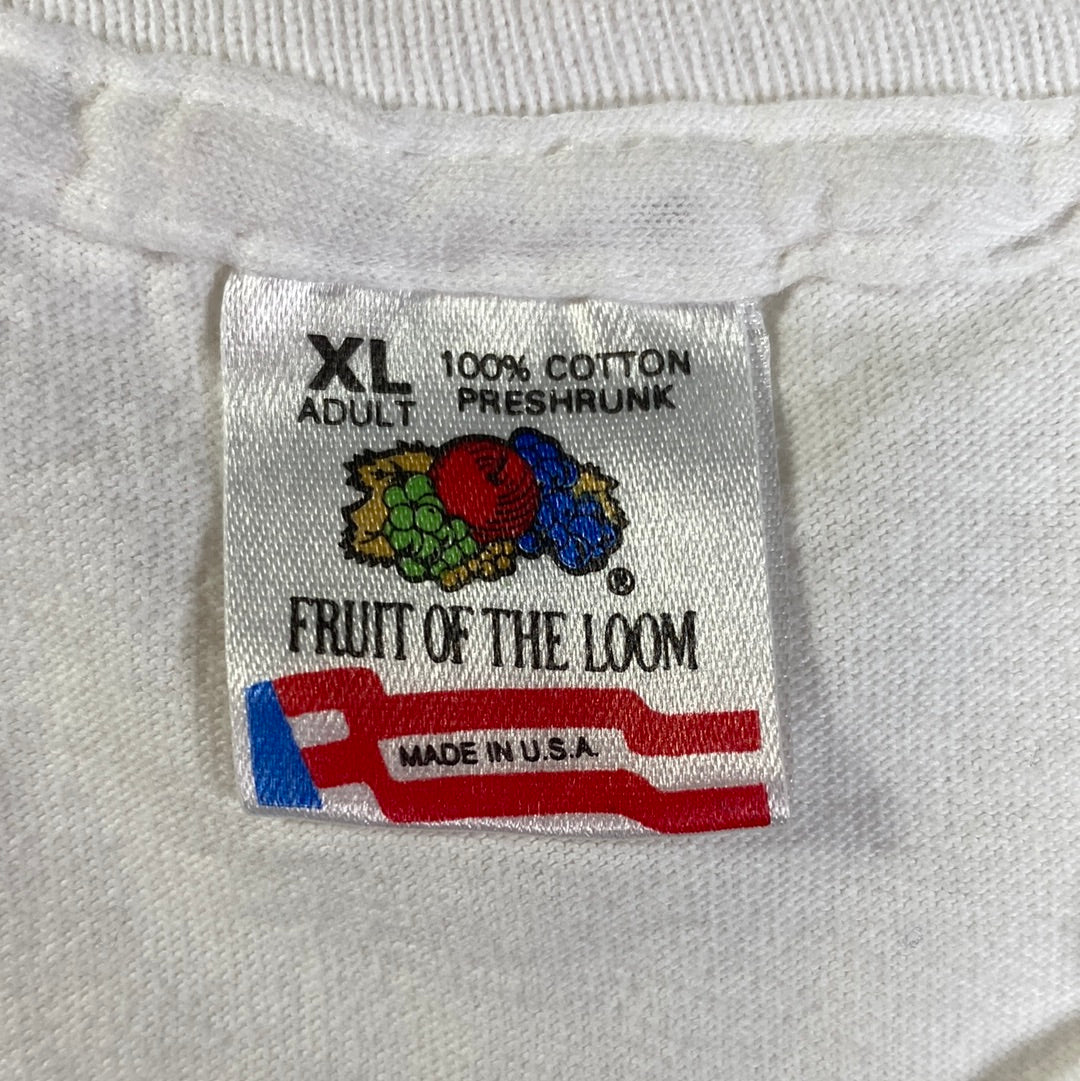 XL 100% COTTON
ADULT PRESHRUNK
®
FRUIT OF THE LOOM
MADE IN U.S.A.